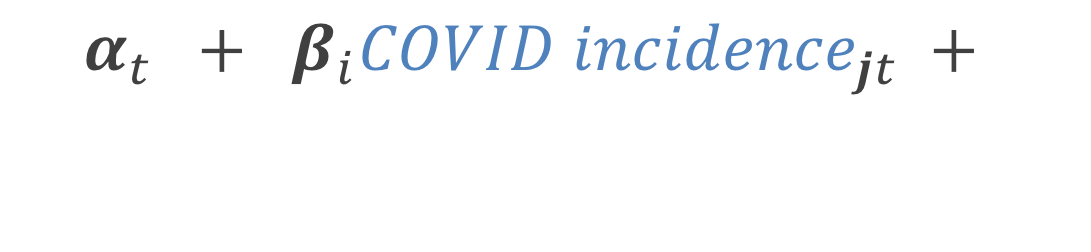 𝜶ₜ + 𝜷ᵢCOVID incidence𝒋ₜ +